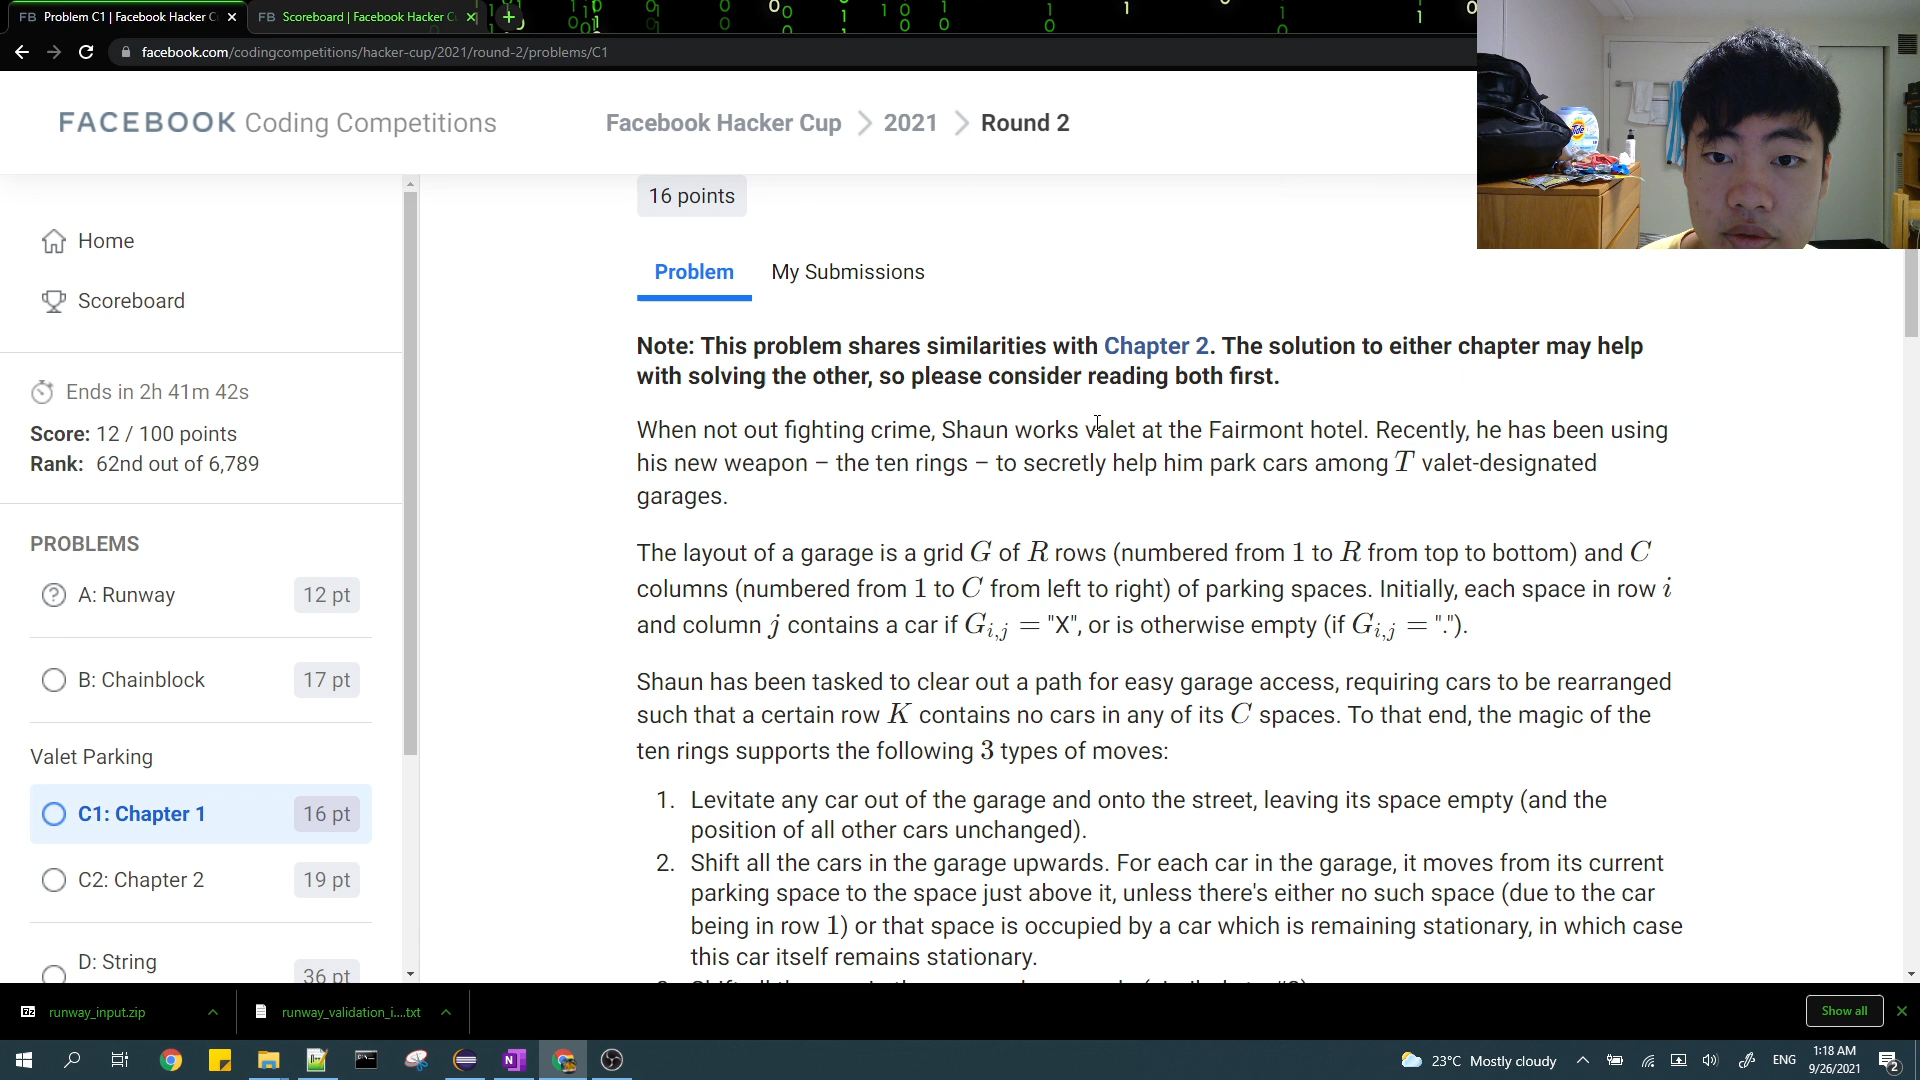 FB Problem C1 | Facebook Hacker C
FB Scoreboard | Facebook Hacker C
facebook.com/codingcompetitions/hacker-cup/2021/round-2/problems/C1
FACEBOOK Coding Competitions
Facebook Hacker Cup
2021
Round 2
Home
Scoreboard
Ends in 2h 41m 42s
Score: 12 / 100 points
Rank: 62nd out of 6,789
PROBLEMS
A: Runway 12 pt
B: Chainblock 17 pt
Valet Parking
C1: Chapter 1 16 pt
C2: Chapter 2 19 pt
D: String 36 pt
16 points
Problem My Submissions
Note: This problem shares similarities with Chapter 2. The solution to either chapter may help
with solving the other, so please consider reading both first.
When not out fighting crime, Shaun works valet at the Fairmont hotel. Recently, he has been using
his new weapon – the ten rings – to secretly help him park cars among T valet-designated
garages.
The layout of a garage is a grid G of R rows (numbered from 1 to R from top to bottom) and C
columns (numbered from 1 to C from left to right) of parking spaces. Initially, each space in row i
and column j contains a car if G_{i,j} = "X", or is otherwise empty (if G_{i,j} = ".").
Shaun has been tasked to clear out a path for easy garage access, requiring cars to be rearranged
such that a certain row K contains no cars in any of its C spaces. To that end, the magic of the
ten rings supports the following 3 types of moves:
1. Levitate any car out of the garage and onto the street, leaving its space empty (and the
position of all other cars unchanged).
2. Shift all the cars in the garage upwards. For each car in the garage, it moves from its current
parking space to the space just above it, unless there's either no such space (due to the car
being in row 1) or that space is occupied by a car which is remaining stationary, in which case
this car itself remains stationary.
Tide
runway_input.zip
runway_validation_i....txt
Show all
23°C Mostly cloudy
ENG
1:18 AM
9/26/2021
2